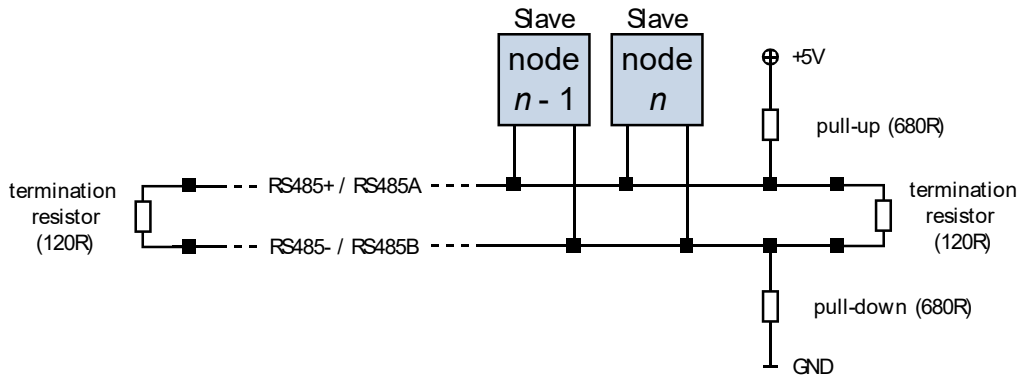 Slave
Slave
node
n - 1
node
n
+5V
pull-up (680R)
termination
resistor
(120R)
RS485+ / RS485A
RS485- / RS485B
termination
resistor
(120R)
pull-down (680R)
GND